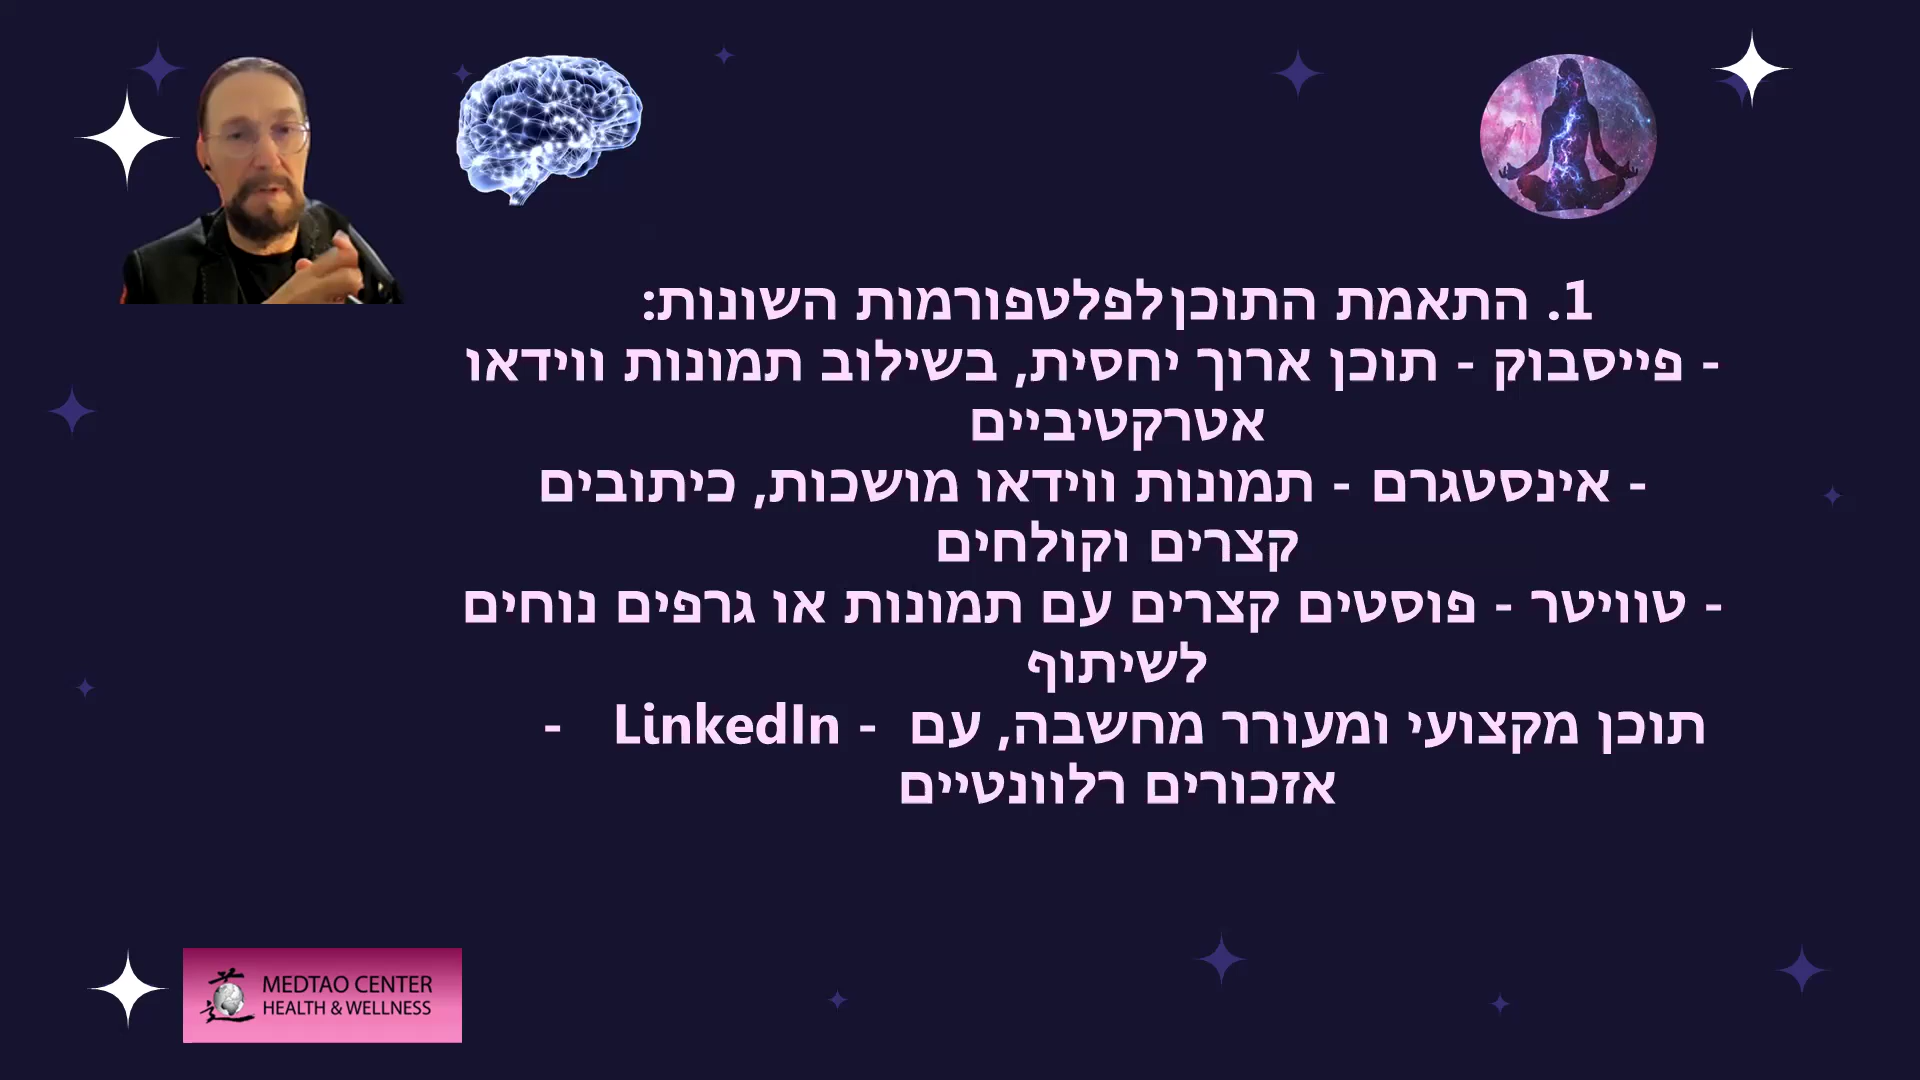 1. התאמת התוכן לפלטפורמות השונות:
- פייסבוק - תוכן ארוך יחסית, בשילוב תמונות ווידאו
אטרקטיביים
- אינסטגרם - תמונות ווידאו מושכות, כיתובים
קצרים וקולחים
- טוויטר - פוסטים קצרים עם תמונות או גרפים נוחים
לשיתוף
- LinkedIn - תוכן מקצועי ומעורר מחשבה, עם
אזכורים רלוונטיים
MEDTAO CENTER
HEALTH & WELLNESS